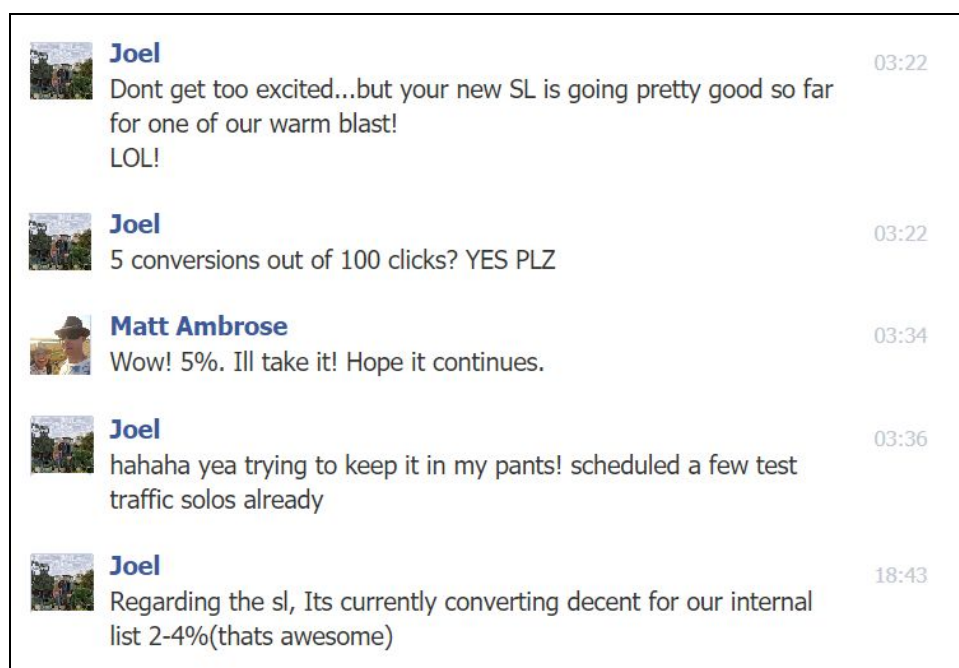 Joel
03:22
Dont get too excited...but your new SL is going pretty good so far
for one of our warm blast!
LOL!
Joel
03:22
5 conversions out of 100 clicks? YES PLZ
Matt Ambrose
03:34
Wow! 5%. Ill take it! Hope it continues.
Joel
03:36
hahaha yea trying to keep it in my pants! scheduled a few test
traffic solos already
Joel
18:43
Regarding the sl, Its currently converting decent for our internal
list 2-4%(thats awesome)